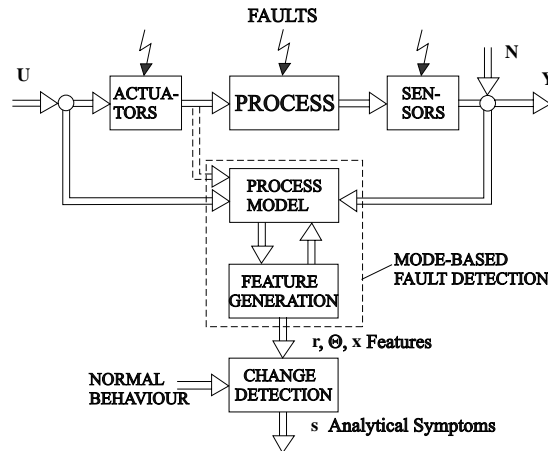 FAULTS
N
U
Y
ACTUA-
TORS
PROCESS
SEN-
SORS
PROCESS
MODEL
MODE-BASED
FAULT DETECTION
FEATURE
GENERATION
r, Θ, x Features
NORMAL
BEHAVIOUR
CHANGE
DETECTION
s Analytical Symptoms